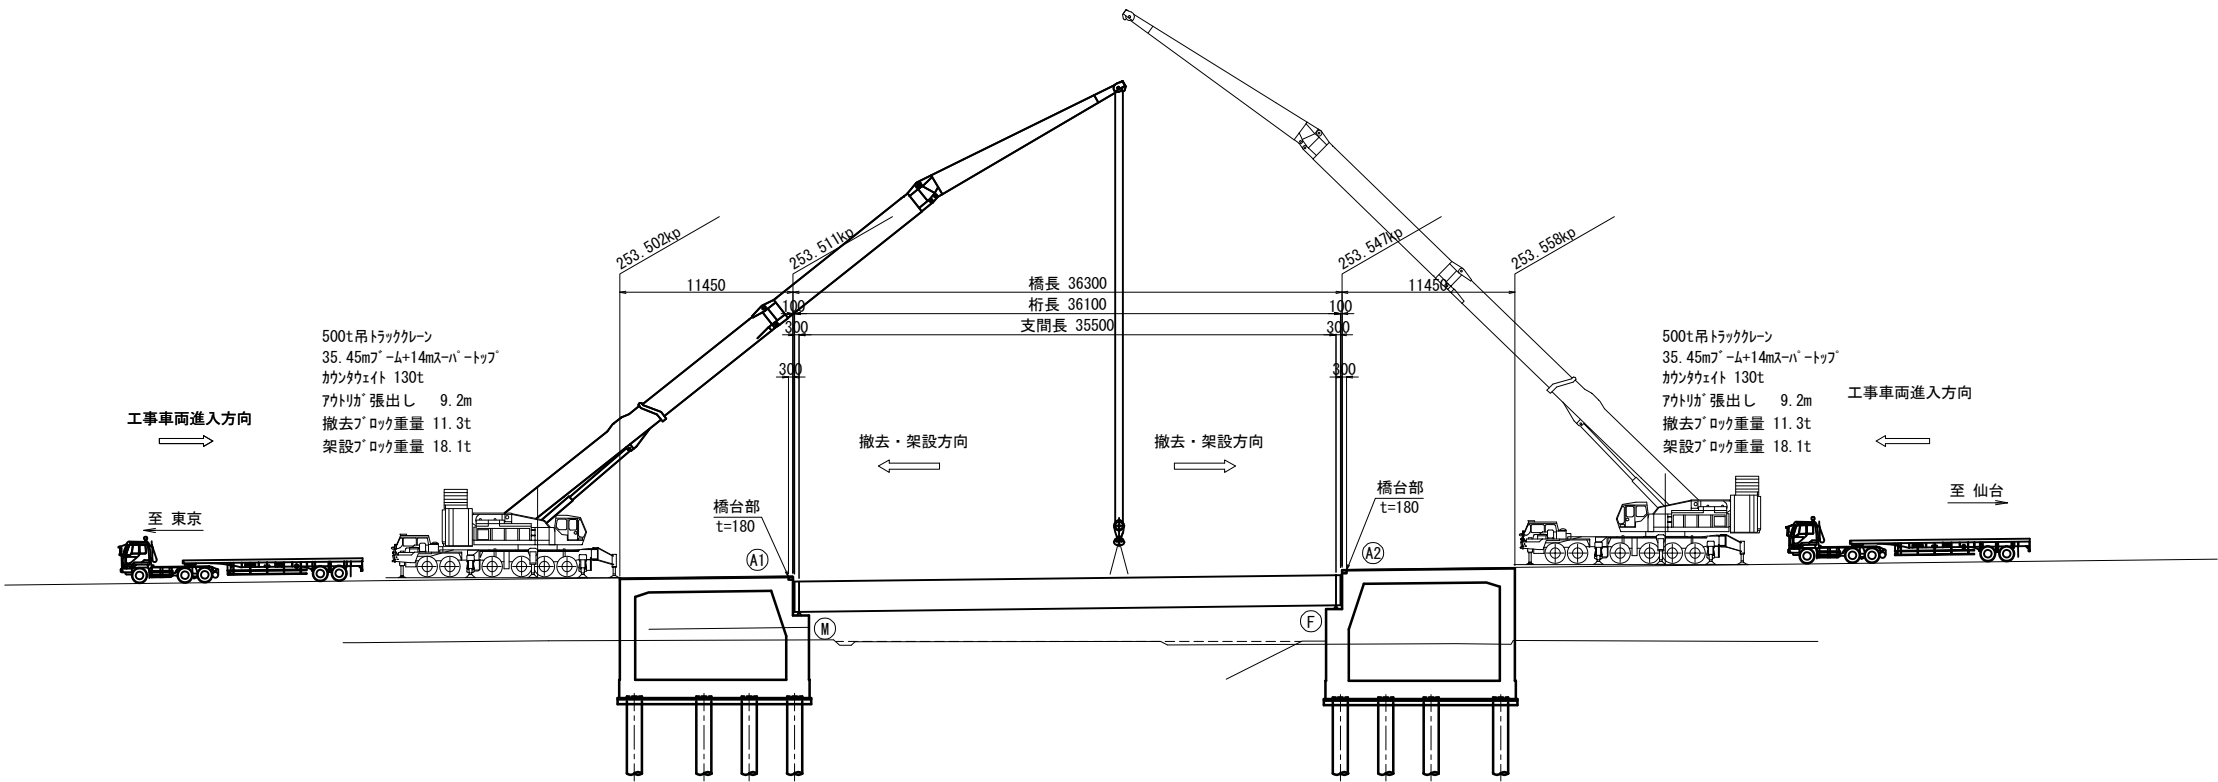 253.502kp
253.511kp
253.547kp
253.558kp
11450
橋長 36300
11450
100
桁長 36100
100
300
支間長 35500
300
300
300
500t吊トラッククレーン
35.45mブーム+14mスーパートップ
カウンタウェイト 130t
アウトリガ張出し 9.2m
撤去ブロック重量 11.3t
架設ブロック重量 18.1t
500t吊トラッククレーン
35.45mブーム+14mスーパートップ
カウンタウェイト 130t
アウトリガ張出し 9.2m
撤去ブロック重量 11.3t
架設ブロック重量 18.1t
工事車両進入方向
工事車両進入方向
撤去・架設方向
撤去・架設方向
至 東京
至 仙台
橋台部
t=180
橋台部
t=180
A1
A2
M
F